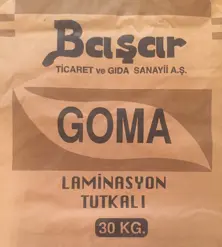 Başar
TİCARET ve GIDA SANAYİİ A.Ş.
GOMA
LAMİNASYON
TUTKALI
30 KG.